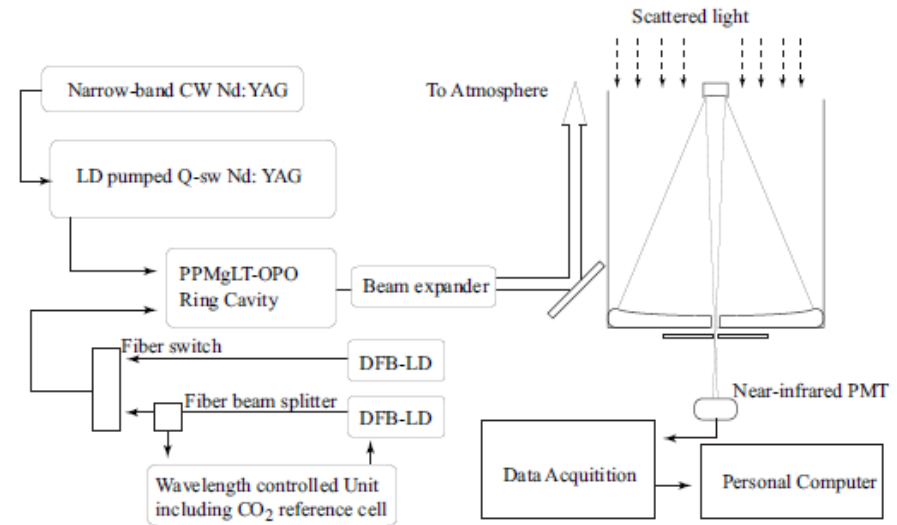 Scattered light
Narrow-band CW Nd: YAG
To Atmosphere
LD pumped Q-sw Nd: YAG
PPMgLT-OPO
Ring Cavity
Beam expander
Fiber switch
DFB-LD
Fiber beam splitter
DFB-LD
Near-infrared PMT
Wavelength controlled Unit
including CO2 reference cell
Data Acquitition
Personal Computer